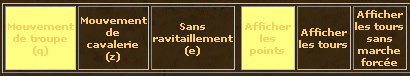 Mouvement
de troupe
(q)
Mouvement
de
cavalerie
(z)
Sans
ravitaillement
(e)
Afficher
les
points
Afficher
les tours
Afficher
les tours
sans
marche
forcée